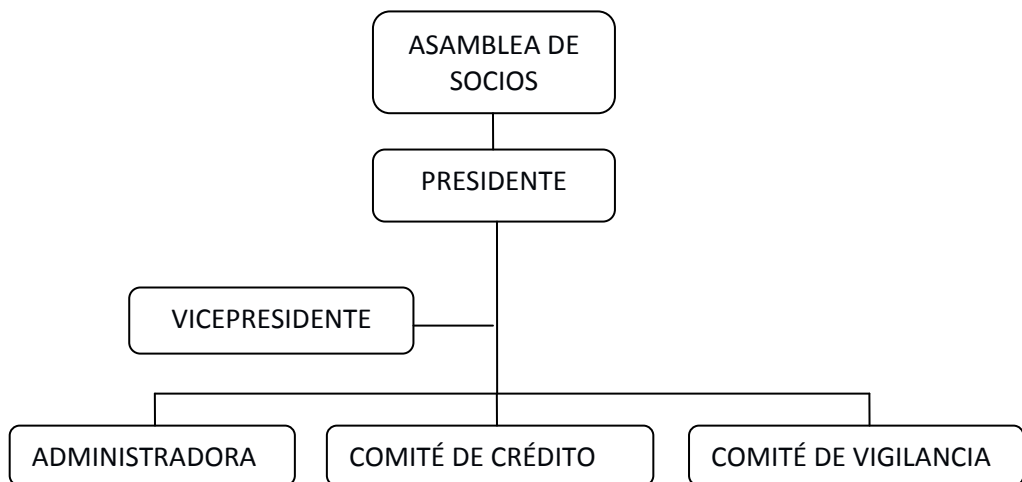 ASAMBLEA DE
SOCIOS
PRESIDENTE
VICEPRESIDENTE
ADMINISTRADORA
COMITÉ DE CRÉDITO
COMITÉ DE VIGILANCIA